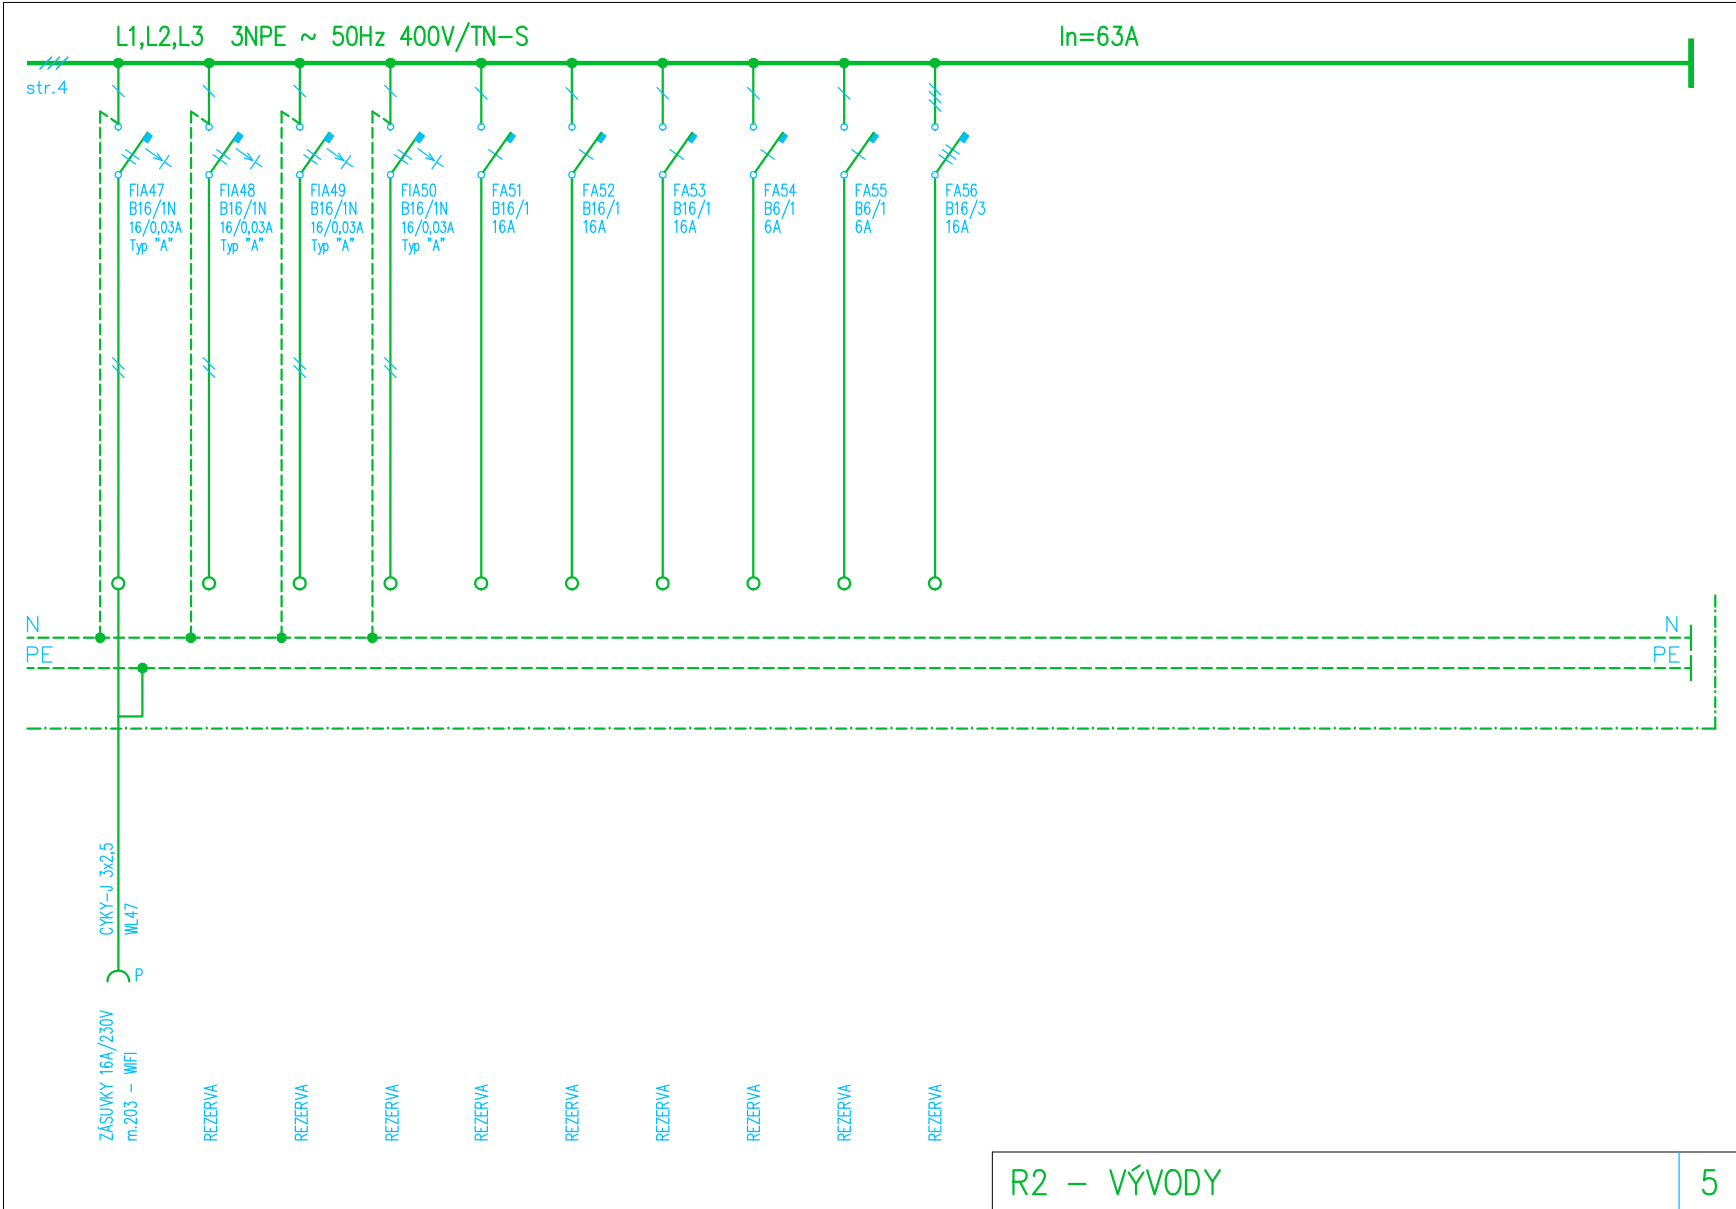 L1,L2,L3 3NPE ~ 50Hz 400V/TN-S
In=63A
str.4
FIA47
B16/1N
16/0,03A
Typ "A"
FIA48
B16/1N
16/0,03A
Typ "A"
FIA49
B16/1N
16/0,03A
Typ "A"
FIA50
B16/1N
16/0,03A
Typ "A"
FA51
B16/1
16A
FA52
B16/1
16A
FA53
B16/1
16A
FA54
B6/1
6A
FA55
B6/1
6A
FA56
B16/3
16A
N
N
PE
PE
CYKY-J 3x2,5
WL47
P
ZÁSUVKY 16A/230V
m.203 - WIFI
REZERVA
REZERVA
REZERVA
REZERVA
REZERVA
REZERVA
REZERVA
REZERVA
REZERVA
R2 - VÝVODY
5